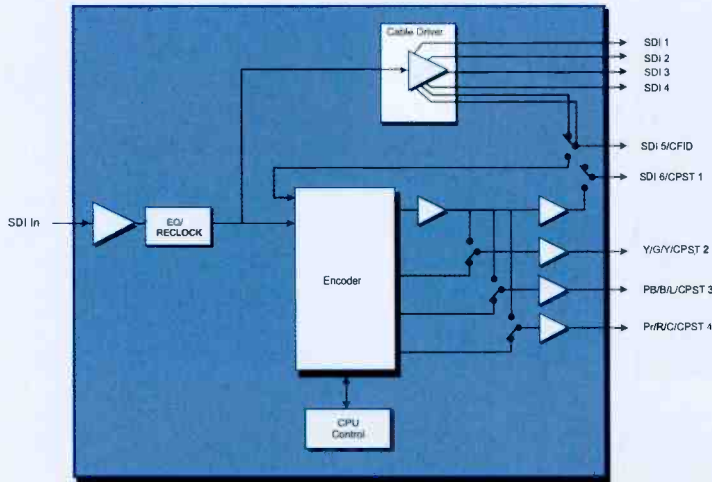 Cable Driver
SDI 1
SDI 2
SDI 3
SDI 4
SDI 5/CFID
SDI 6/CPST 1
SDI In
EQ/
RECLOCK
Encoder
Y/G/Y/CPST 2
PB/B/L/CPST 3
Pr/R/C/CPST 4
CPU
Control